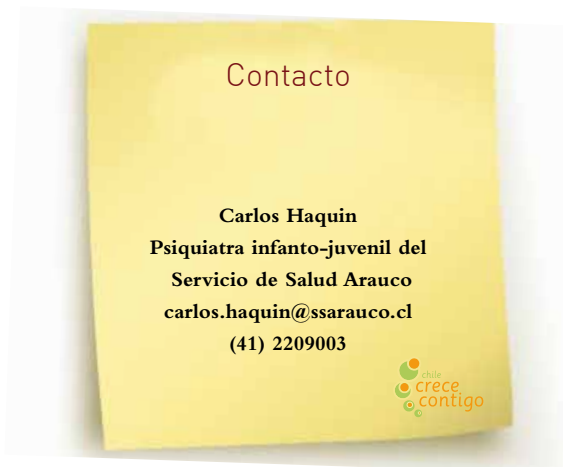 Contacto
Carlos Haquin
Psiquiatra infanto-juvenil del
Servicio de Salud Arauco
carlos.haquin@ssarauco.cl
(41) 2209003
chile
crece
contigo